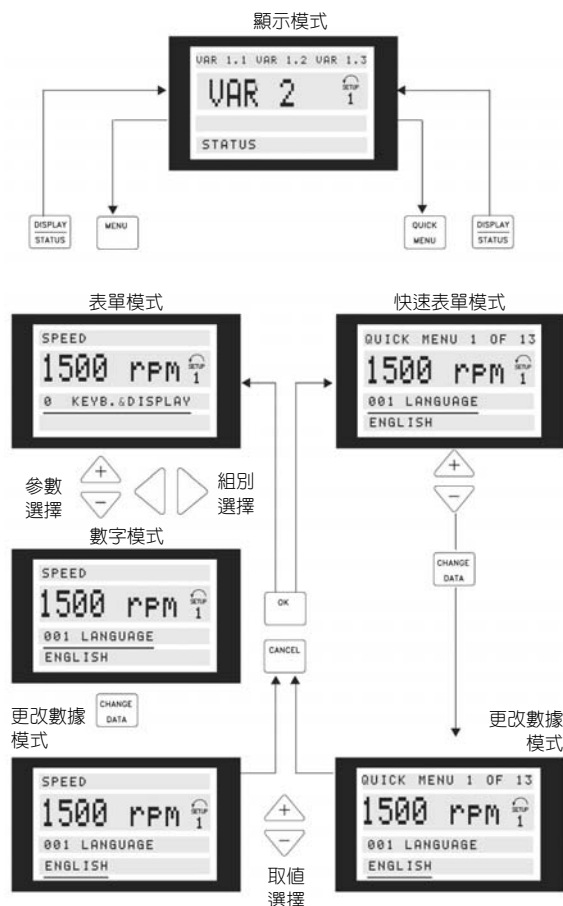 顯示模式
VAR 1.1 VAR 1.2 VAR 1.3
VAR 2
SETUP
1
STATUS
DISPLAY
STATUS
MENU
QUICK
MENU
DISPLAY
STATUS
表單模式
SPEED
1500 rpm
SETUP
1
0 KEYB.&DISPLAY
快速表單模式
QUICK MENU 1 OF 13
1500 rpm
SETUP
1
001 LANGUAGE
ENGLISH
參數
選擇
+
−
組別
選擇
+
−
數字模式
SPEED
1500 rpm
SETUP
1
001 LANGUAGE
ENGLISH
CHANGE
DATA
OK
CANCEL
更改數據
模式
CHANGE
DATA
更改數據
模式
SPEED
1500 rpm
SETUP
1
001 LANGUAGE
ENGLISH
+
−
取值
選擇
QUICK MENU 1 OF 13
1500 rpm
SETUP
1
001 LANGUAGE
ENGLISH